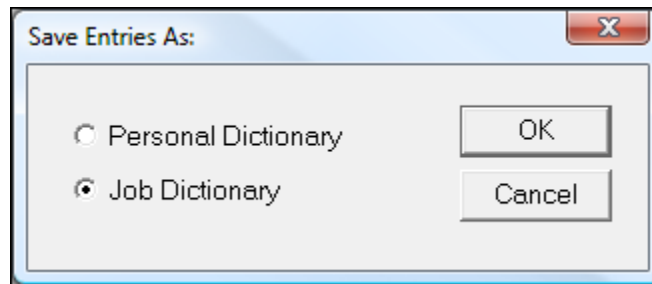 Save Entries As:
Personal Dictionary
OK
Job Dictionary
Cancel